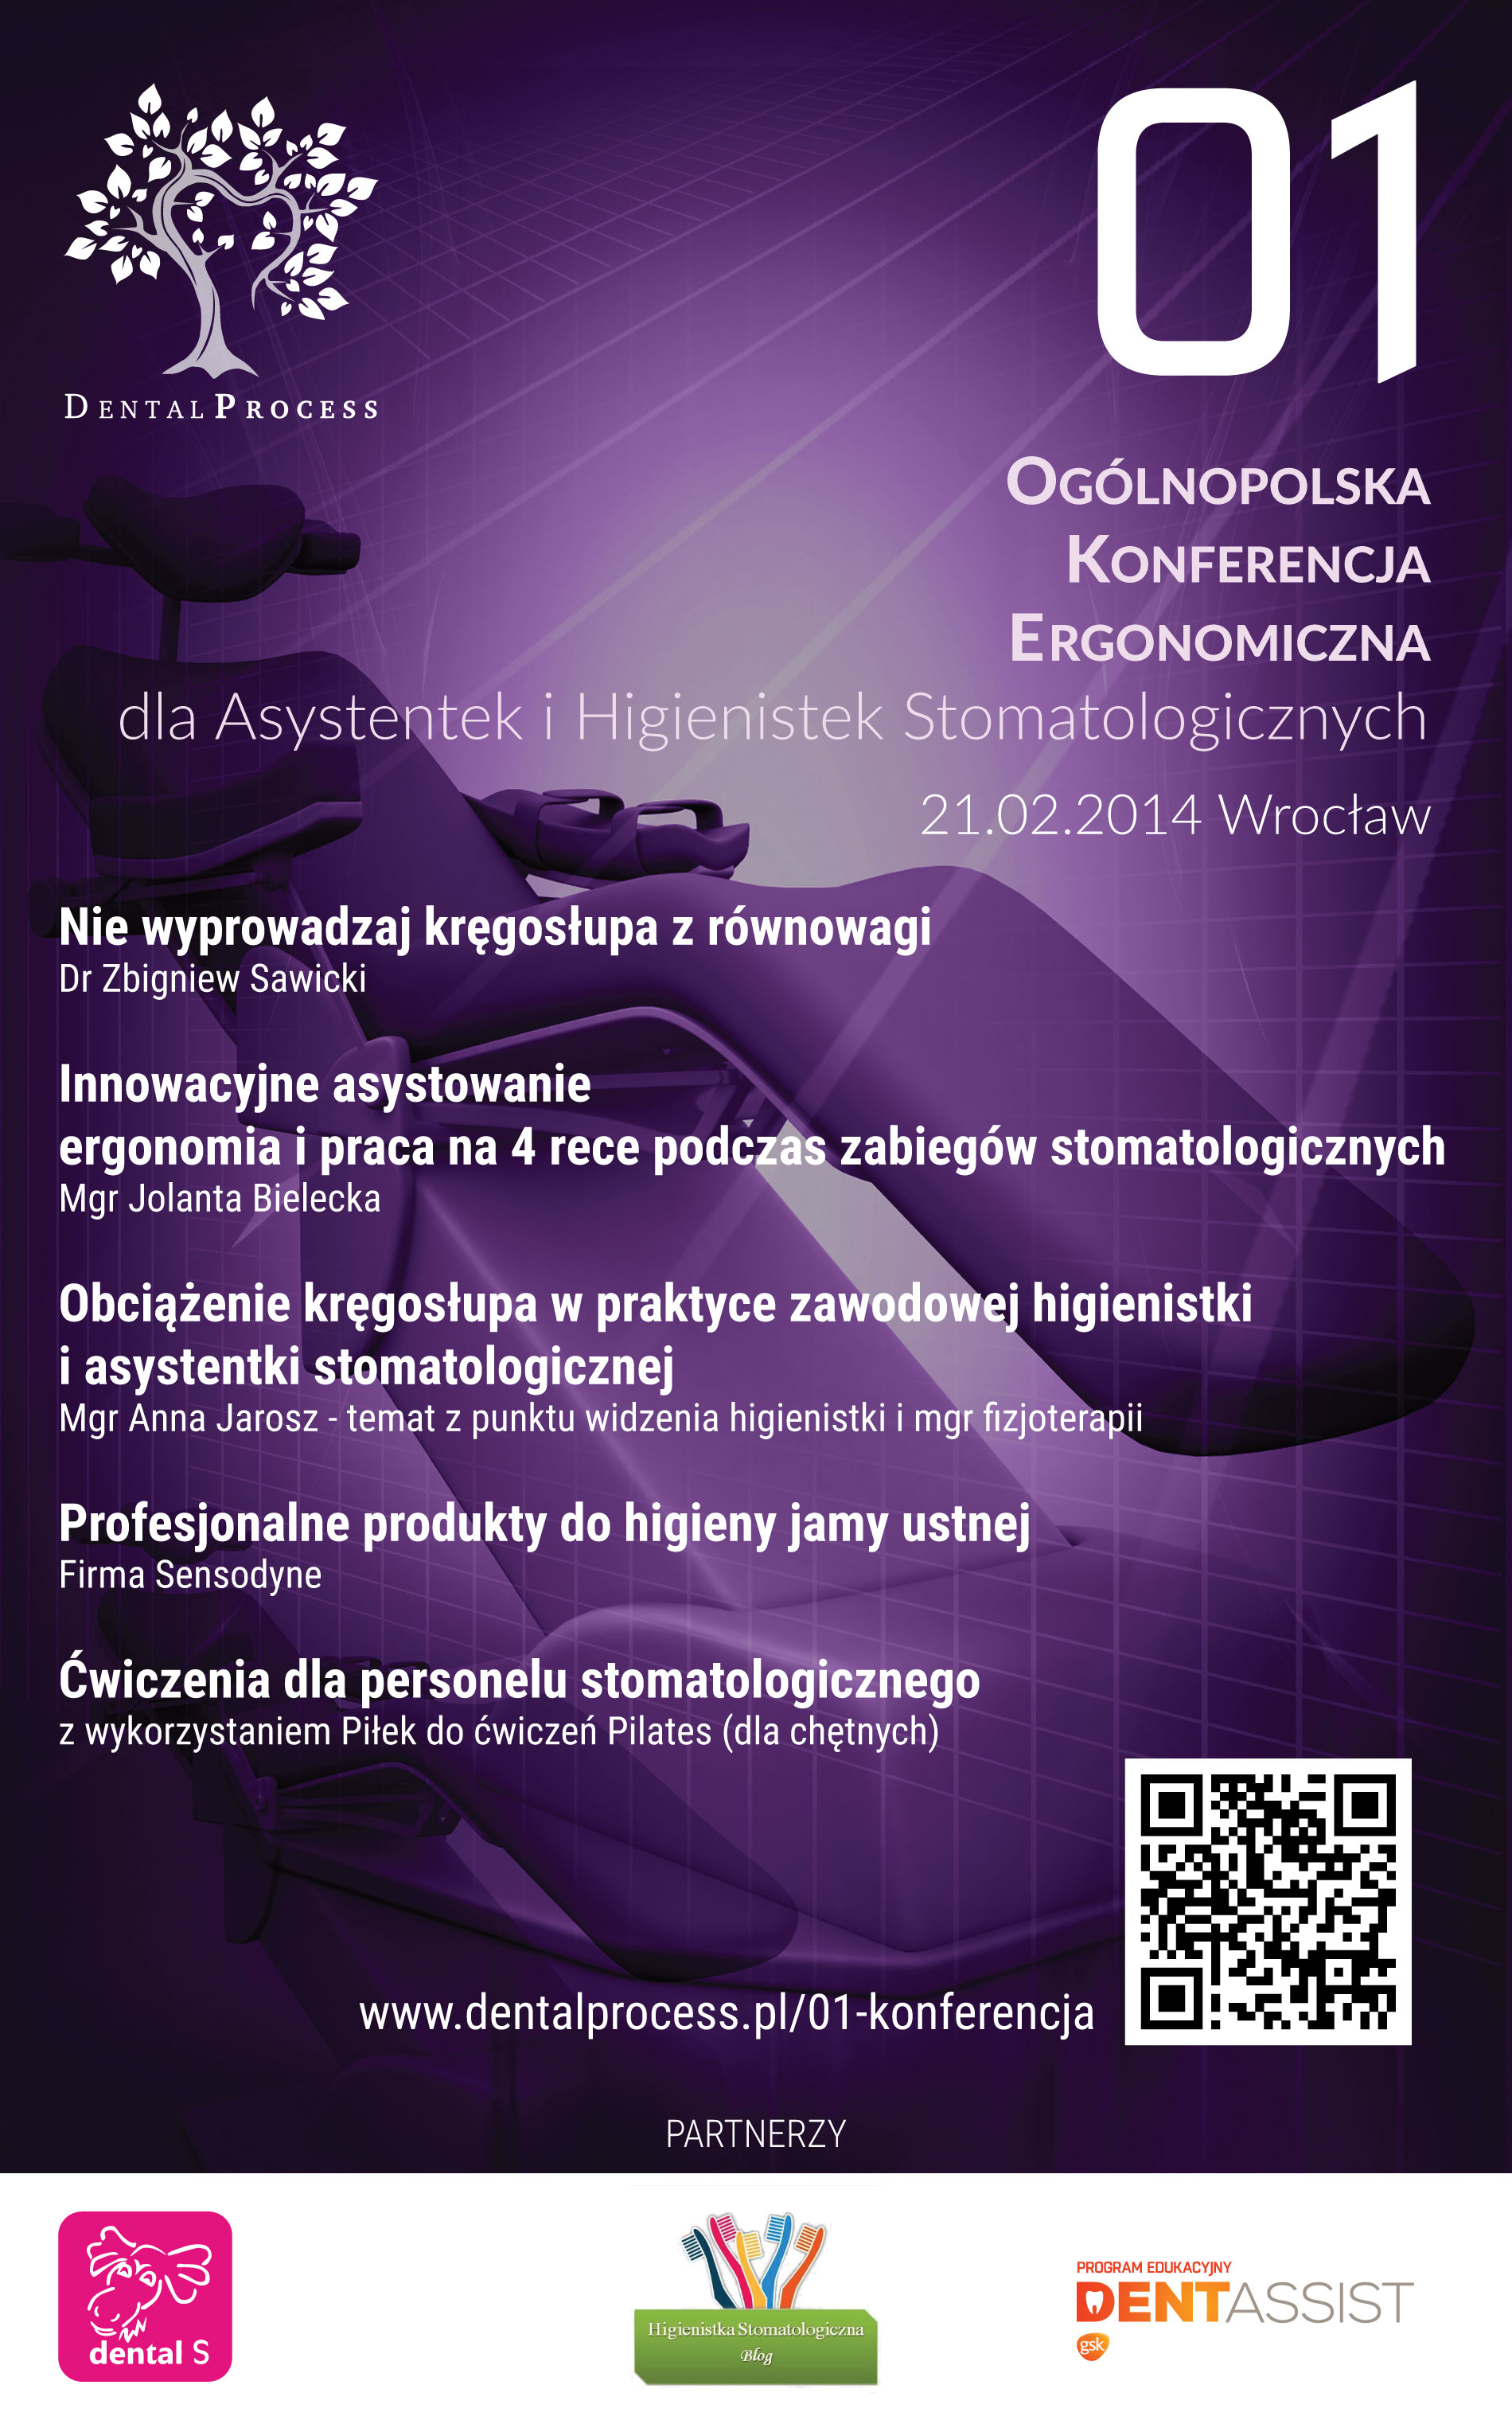 DENTAL PROCESS
01
OGÓLNOPOLSKA
KONFERENCJA
ERGONOMICZNA
dla Asystentek i Higienistek Stomatologicznych
21.02.2014 Wrocław
Nie wyprowadzaj kręgosłupa z równowagi
Dr Zbigniew Sawicki
Innowacyjne asystowanie
ergonomia i praca na 4 rece podczas zabiegów stomatologicznych
Mgr Jolanta Bielecka
Obciążenie kręgosłupa w praktyce zawodowej higienistki
i asystentki stomatologicznej
Mgr Anna Jarosz - temat z punktu widzenia higienistki i mgr fizjoterapii
Profesjonalne produkty do higieny jamy ustnej
Firma Sensodyne
Ćwiczenia dla personelu stomatologicznego
z wykorzystaniem Piłek do ćwiczeń Pilates (dla chętnych)
www.dentalprocess.pl/01-konferencja
PARTNERZY
dental S
Higienistka Stomatologiczna
Blog
PROGRAM EDUKACYJNY
DENTASSIST
gsk